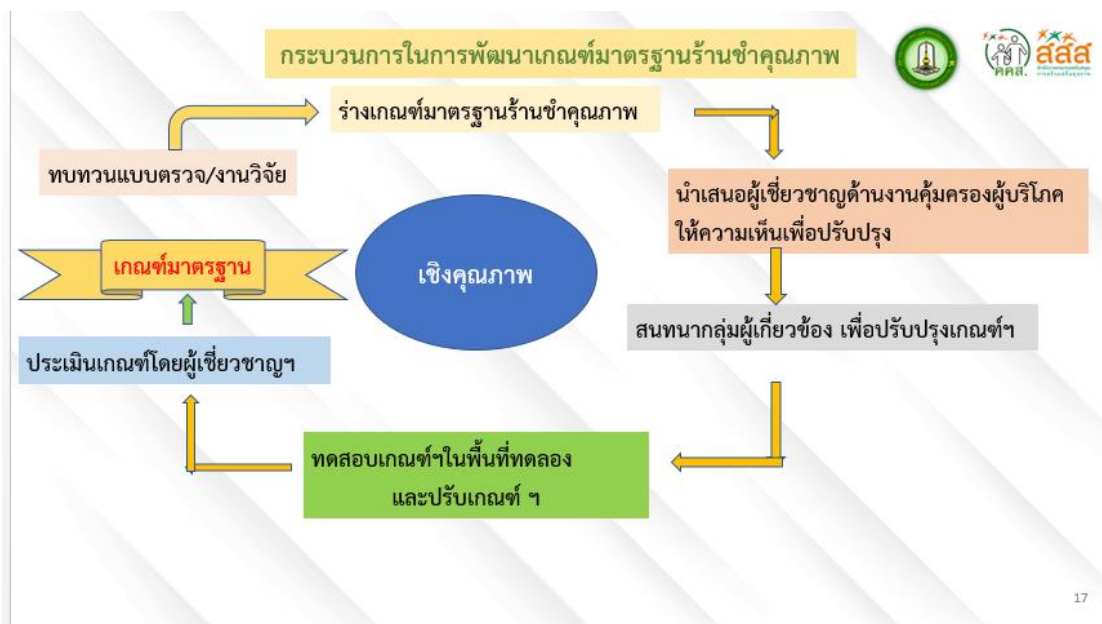 กระบวนการในการพัฒนาเกณฑ์มาตรฐานร้านชำคุณภาพ
คคส.
สสส
ร่างเกณฑ์มาตรฐานร้านชำคุณภาพ
ทบทวนแบบตรวจ/งานวิจัย
นำเสนอผู้เชี่ยวชาญด้านงานคุ้มครองผู้บริโภค
ให้ความเห็นเพื่อปรับปรุง
เกณฑ์มาตรฐาน
เชิงคุณภาพ
สนทนากลุ่มผู้เกี่ยวข้อง เพื่อปรับปรุงเกณฑ์ฯ
ประเมินเกณฑ์โดยผู้เชี่ยวชาญฯ
ทดสอบเกณฑ์ฯในพื้นที่ทดลอง
และปรับเกณฑ์ ฯ
17